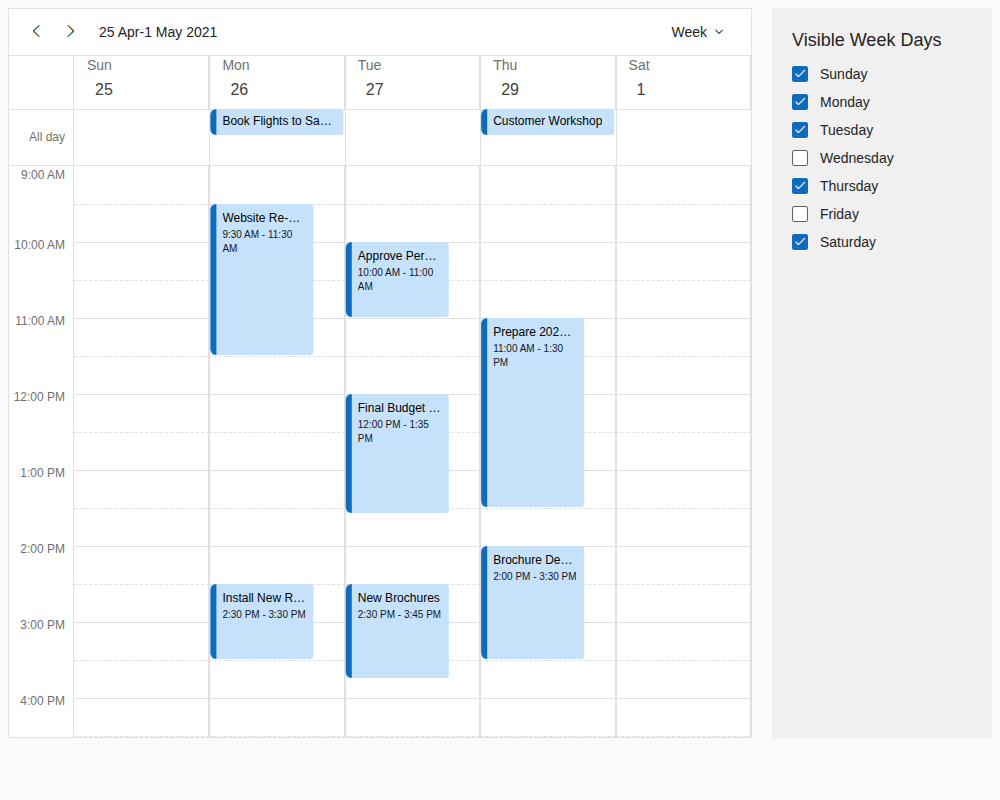 25 Apr-1 May 2021
Week
Sun
25
Mon
26
Tue
27
Thu
29
Sat
1
All day
Book Flights to Sa…
Customer Workshop
9:00 AM
10:00 AM
11:00 AM
12:00 PM
1:00 PM
2:00 PM
3:00 PM
4:00 PM
Website Re-…
9:30 AM - 11:30
AM
Install New R…
2:30 PM - 3:30 PM
Approve Per…
10:00 AM - 11:00
AM
Final Budget …
12:00 PM - 1:35
PM
New Brochures
2:30 PM - 3:45 PM
Prepare 202…
11:00 AM - 1:30
PM
Brochure De…
2:00 PM - 3:30 PM
Visible Week Days
Sunday
Monday
Tuesday
Wednesday
Thursday
Friday
Saturday